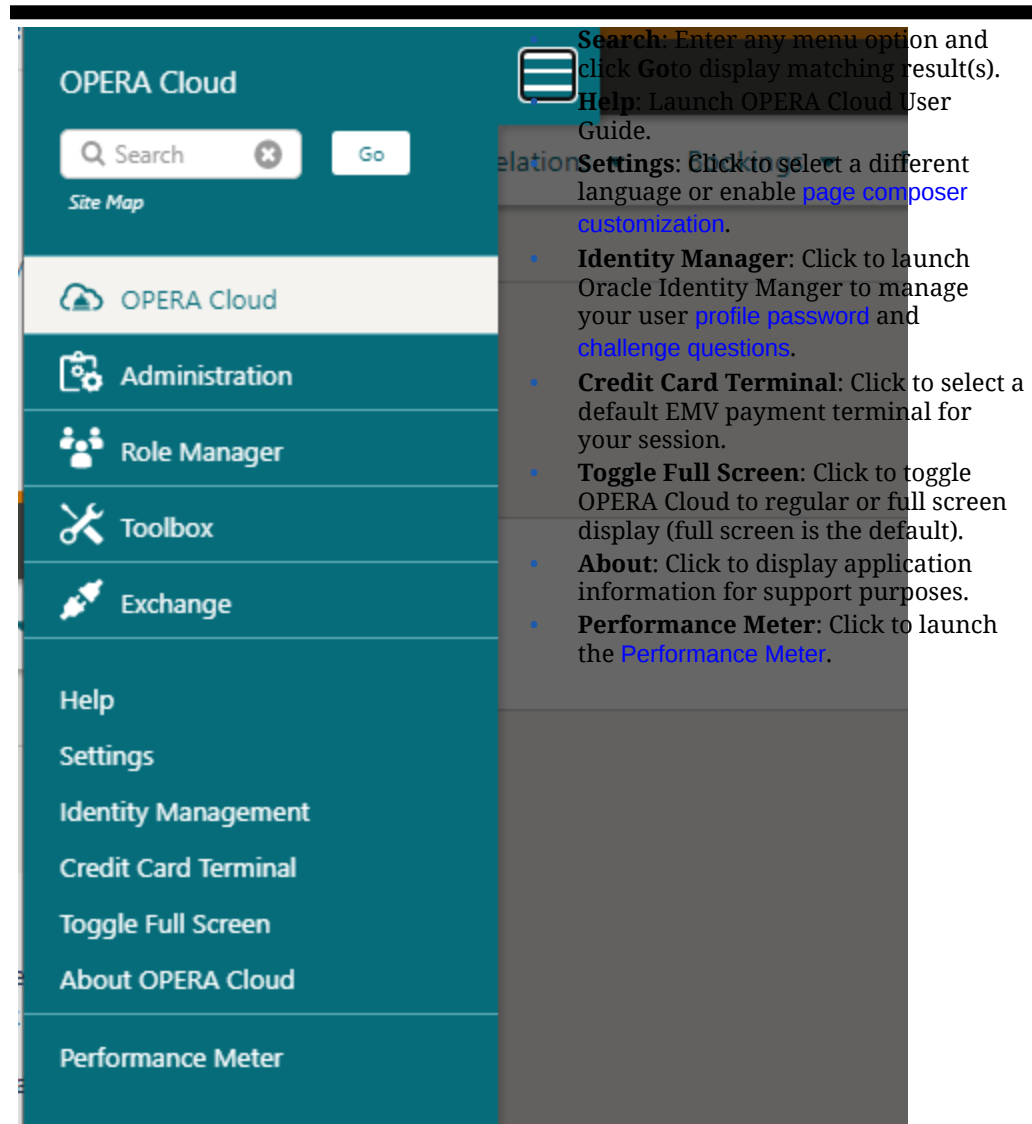 OPERA Cloud
Search
Go
Site Map
OPERA Cloud
Administration
Role Manager
Toolbox
Exchange
Help
Settings
Identity Management
Credit Card Terminal
Toggle Full Screen
About OPERA Cloud
Performance Meter
elations
Bookings
Search: Enter any menu option and
click Goto display matching result(s).
Help: Launch OPERA Cloud User
Guide.
Settings: Click to select a different
language or enable page composer
customization.
Identity Manager: Click to launch
Oracle Identity Manger to manage
your user profile password and
challenge questions.
Credit Card Terminal: Click to select a
default EMV payment terminal for
your session.
Toggle Full Screen: Click to toggle
OPERA Cloud to regular or full screen
display (full screen is the default).
About: Click to display application
information for support purposes.
Performance Meter: Click to launch
the Performance Meter.